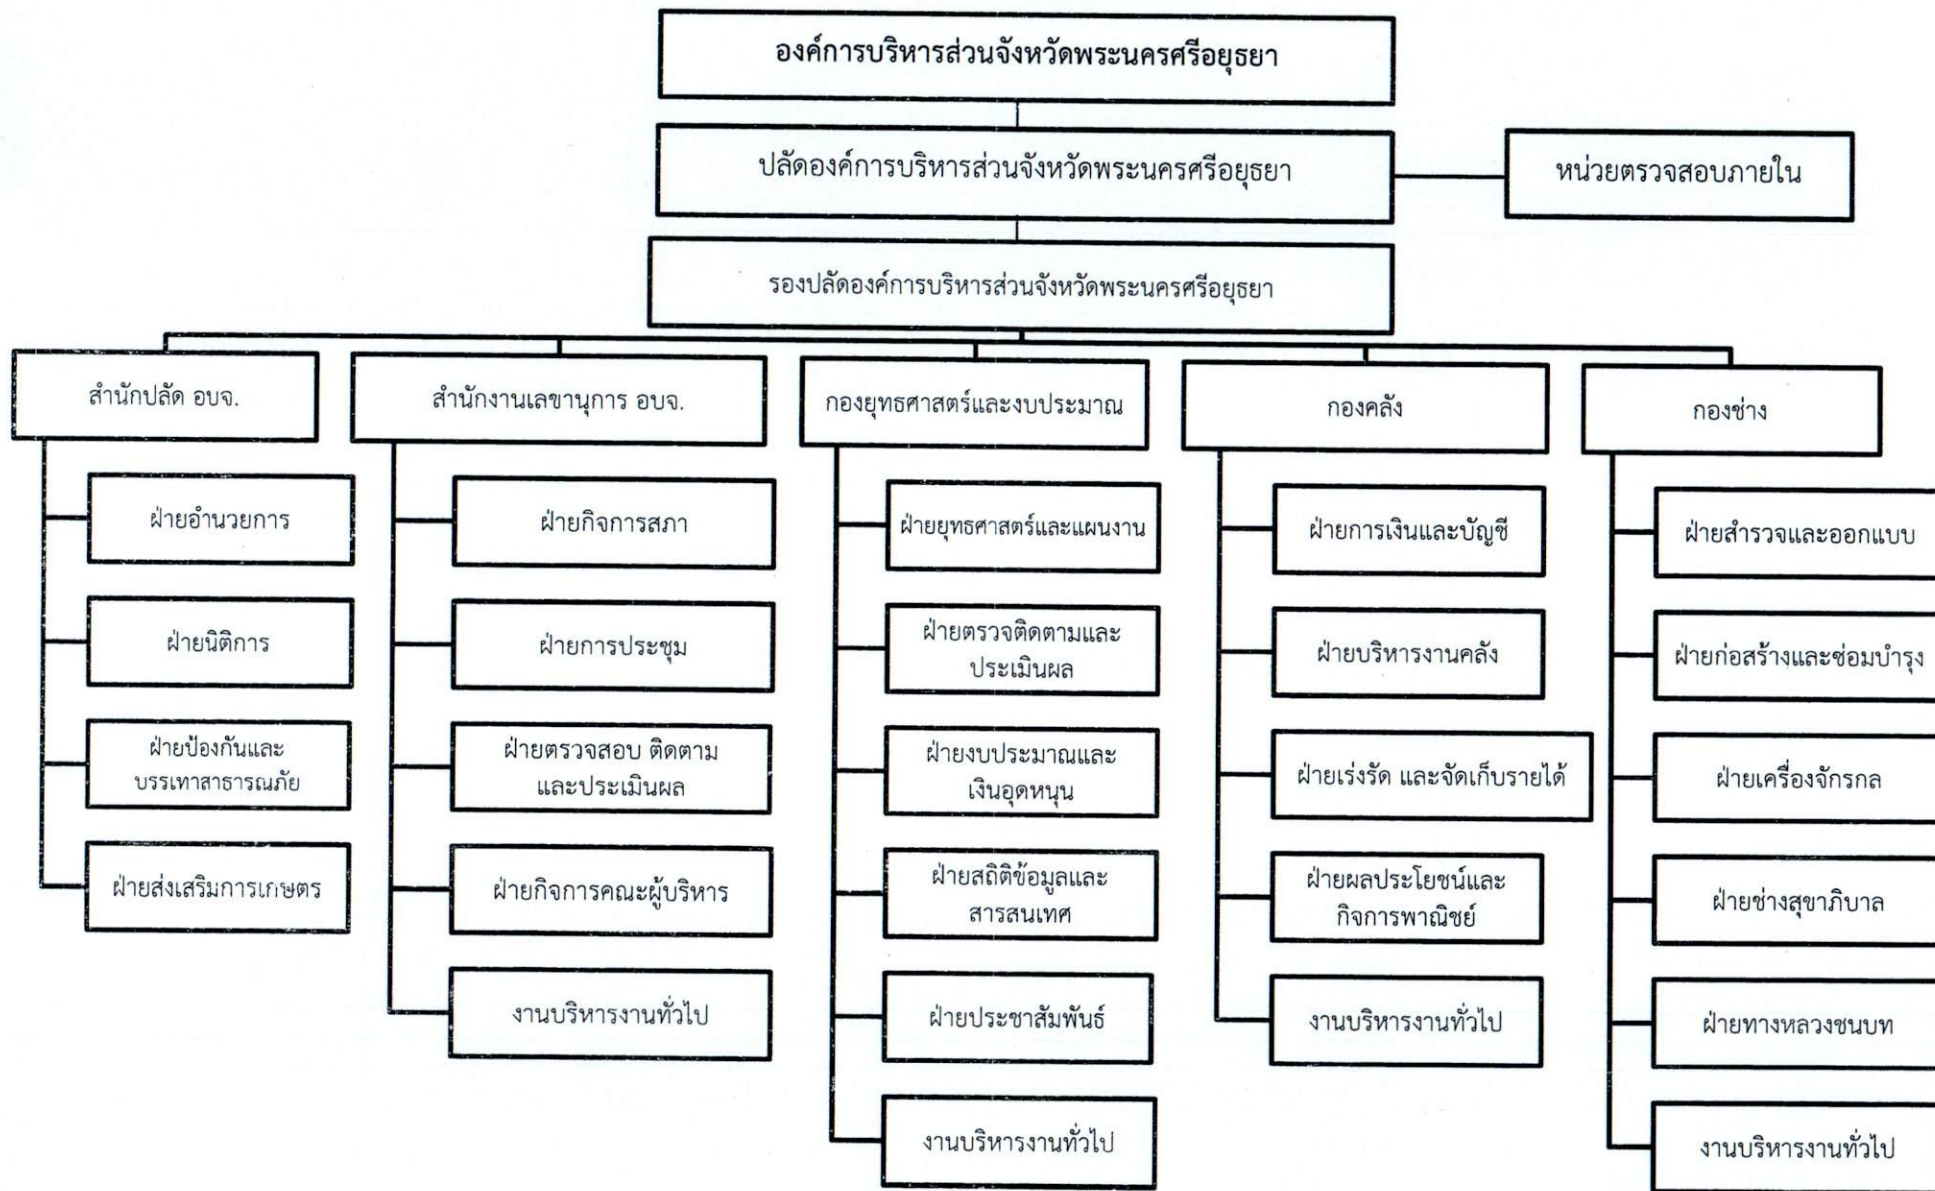 องค์การบริหารส่วนจังหวัดพระนครศรีอยุธยา
ปลัดองค์การบริหารส่วนจังหวัดพระนครศรีอยุธยา
หน่วยตรวจสอบภายใน
รองปลัดองค์การบริหารส่วนจังหวัดพระนครศรีอยุธยา
สำนักปลัด อบจ.
ฝ่ายอำนวยการ
ฝ่ายนิติการ
ฝ่ายป้องกันและ
บรรเทาสาธารณภัย
ฝ่ายส่งเสริมการเกษตร
สำนักงานเลขานุการ อบจ.
ฝ่ายกิจการสภา
ฝ่ายการประชุม
ฝ่ายตรวจสอบ ติดตาม
และประเมินผล
ฝ่ายกิจการคณะผู้บริหาร
งานบริหารงานทั่วไป
กองยุทธศาสตร์และงบประมาณ
ฝ่ายยุทธศาสตร์และแผนงาน
ฝ่ายตรวจติดตามและ
ประเมินผล
ฝ่ายงบประมาณและ
เงินอุดหนุน
ฝ่ายสถิติข้อมูลและ
สารสนเทศ
ฝ่ายประชาสัมพันธ์
งานบริหารงานทั่วไป
กองคลัง
ฝ่ายการเงินและบัญชี
ฝ่ายบริหารงานคลัง
ฝ่ายเร่งรัด และจัดเก็บรายได้
ฝ่ายผลประโยชน์และ
กิจการพาณิชย์
งานบริหารงานทั่วไป
กองช่าง
ฝ่ายสำรวจและออกแบบ
ฝ่ายก่อสร้างและซ่อมบำรุง
ฝ่ายเครื่องจักรกล
ฝ่ายช่างสุขาภิบาล
ฝ่ายทางหลวงชนบท
งานบริหารงานทั่วไป